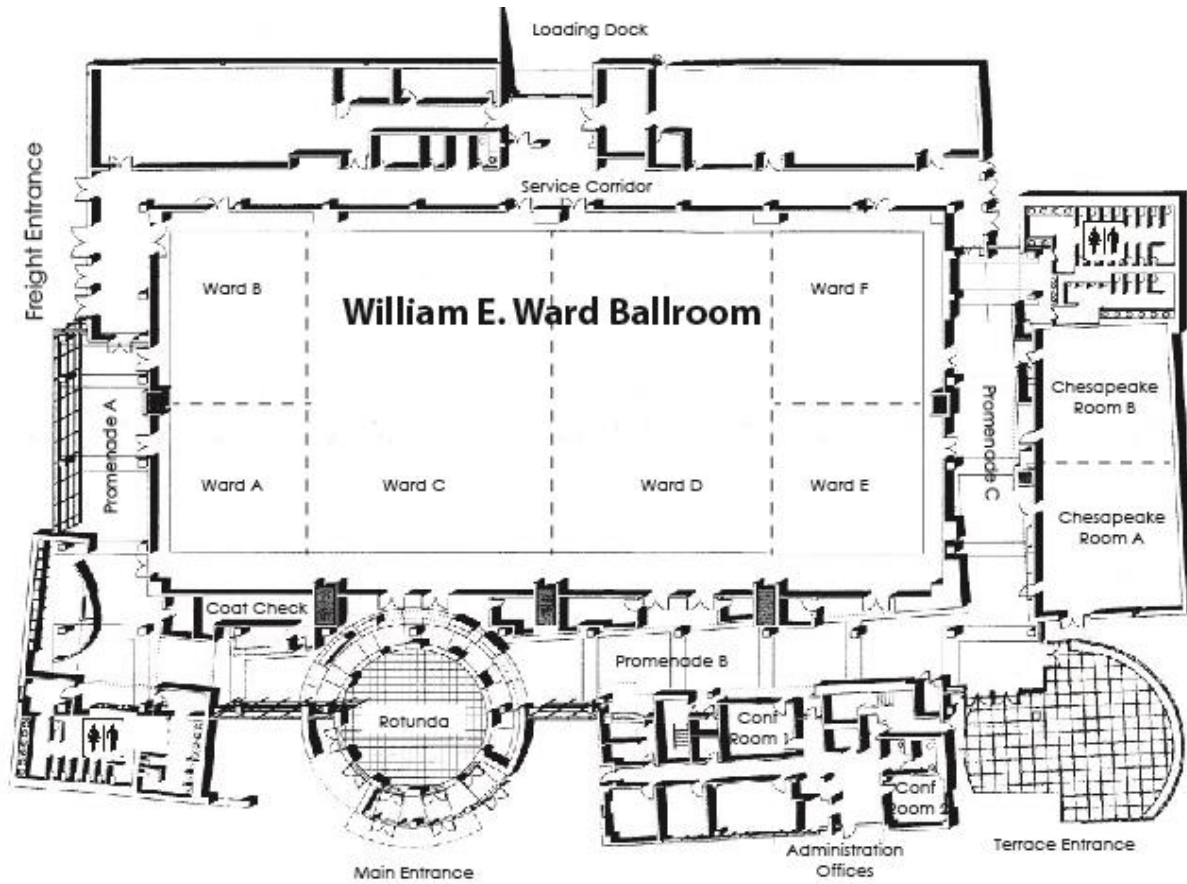 Loading Dock
Freight Entrance
Service Corridor
Ward B
William E. Ward Ballroom
Ward F
Promenade A
Promenade C
Chesapeake
Room B
Ward A
Ward C
Ward D
Ward E
Chesapeake
Room A
Coat Check
Promenade B
Rotunda
Conf
Room 1
Conf
Room 2
Main Entrance
Administration
Offices
Terrace Entrance